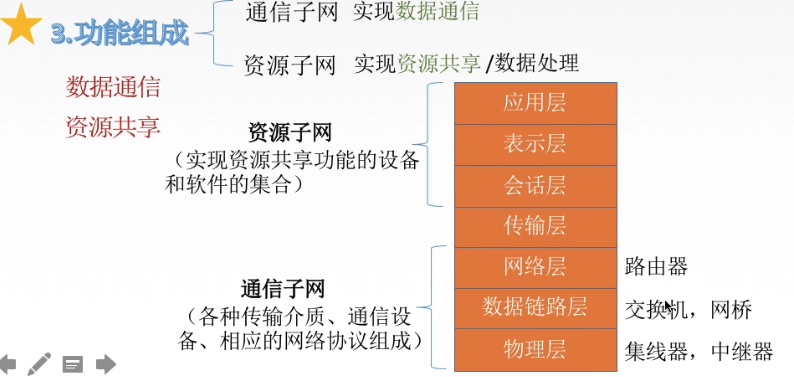 3.功能组成
通信子网 实现数据通信
资源子网 实现资源共享/数据处理
数据通信
资源共享
资源子网
（实现资源共享功能的设备
和软件的集合）
通信子网
（各种传输介质、通信设
备、相应的网络协议组成）
应用层
表示层
会话层
传输层
网络层 路由器
数据链路层 交换机，网桥
物理层 集线器，中继器